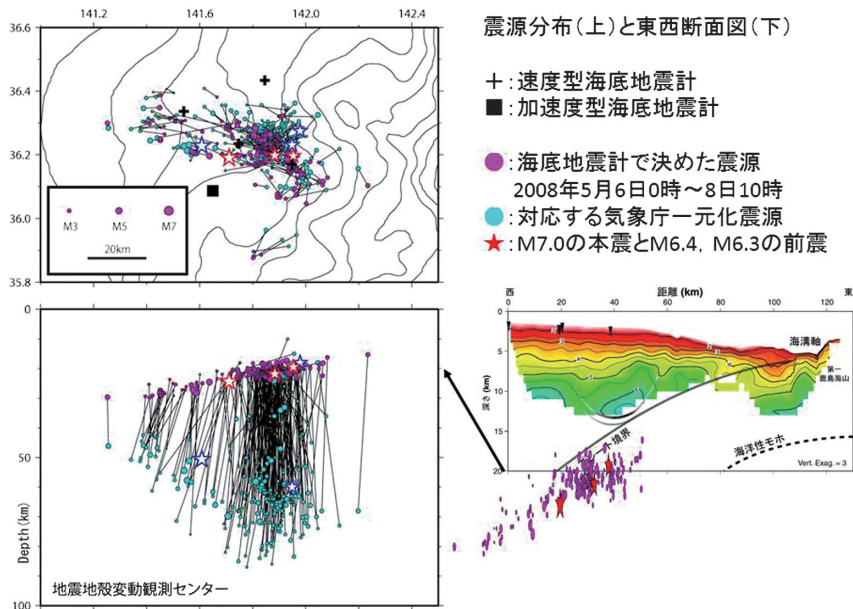 141.2
141.6
142.0
142.4
36.6
36.4
36.2
36.0
35.8
M3
M5
M7
20km
震源分布（上）と東西断面図（下）
：速度型海底地震計
：加速度型海底地震計
：海底地震計で決めた震源
2008年5月6日0時～8日10時
：対応する気象庁一元化震源
：M7.0の本震とM6.4，M6.3の前震
0
50
100
Depth(km)
地震地殻変動観測センター
西
距離 (km)
東
0
20
40
60
80
100
120
0
5
10
15
20
深さ(km)
海溝軸
第一
鹿島海山
ート境界
海洋性モホ
Vert. Exag. = 3